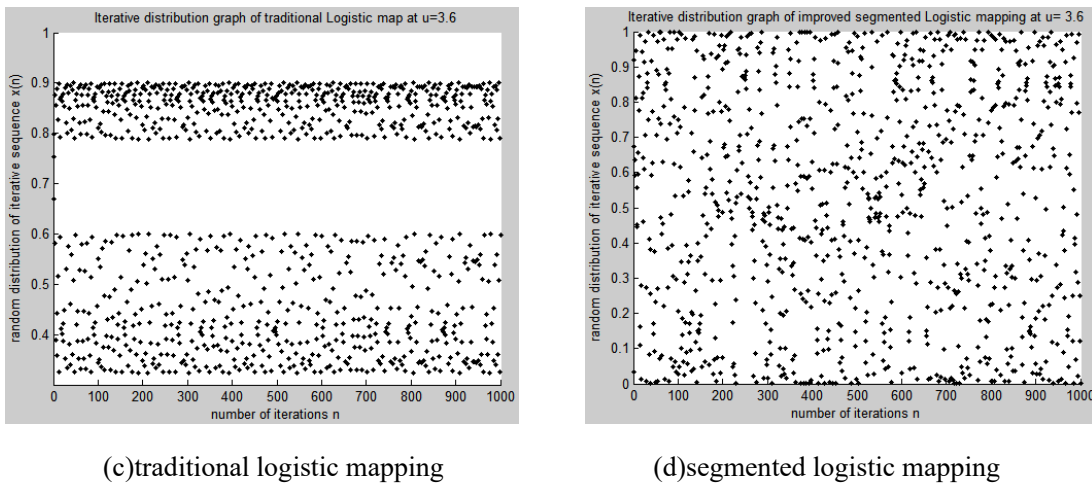 Iterative distribution graph of traditional Logistic map at u=3.6
random distribution of iterative sequence x(n)
1
0.9
0.8
0.7
0.6
0.5
0.4
0 100 200 300 400 500 600 700 800 900 1000
number of iterations n
(c)traditional logistic mapping
Iterative distribution graph of improved segmented Logistic mapping at u= 3.6
random distribution of iterative sequence x(n)
1
0.9
0.8
0.7
0.6
0.5
0.4
0.3
0.2
0.1
0
0 100 200 300 400 500 600 700 800 900 1000
number of iterations n
(d)segmented logistic mapping